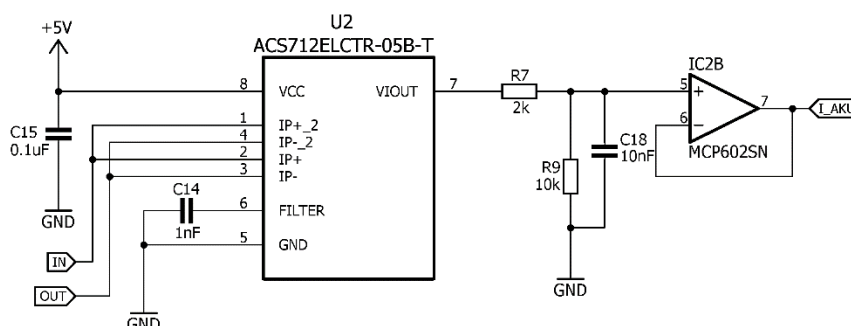 +5V
U2
ACS712ELCTR-05B-T
C15
0.1uF
GND
8
VCC
1
IP+_2
4
IP-_2
2
IP+
3
IP-
6
FILTER
5
GND
VIOUT
7
C14
1nF
IN
OUT
GND
R7
2k
R9
10k
C18
10nF
GND
IC2B
5
+
6
-
7
MCP602SN
I_AKU